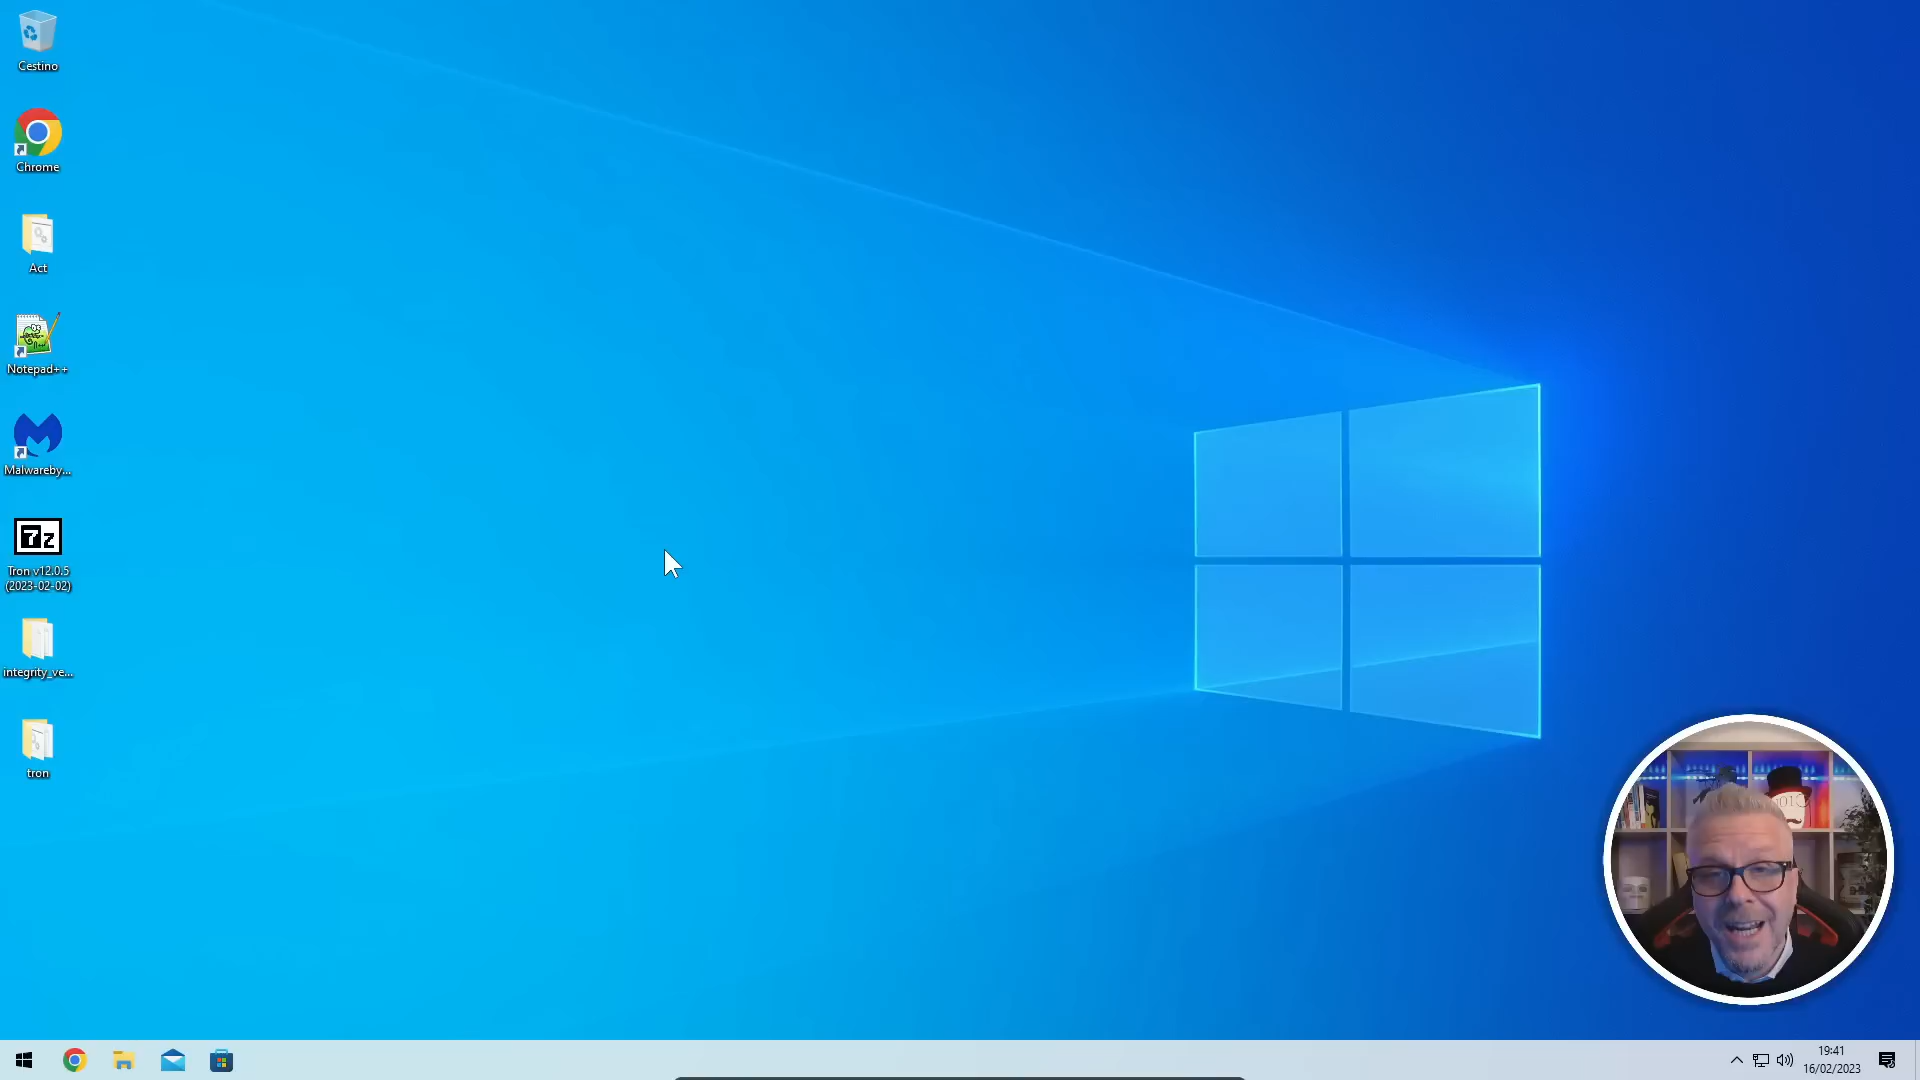 Cestino
Chrome
Act
Notepad++
Malwareby...
7z
Tron v12.0.5
(2023-02-02)
integrity_ve...
tron
19:41
16/02/2023